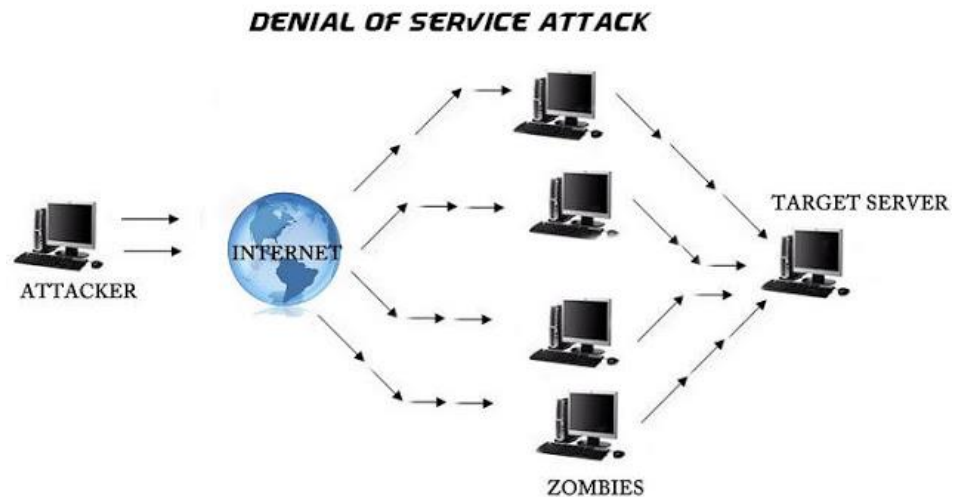 DENIAL OF SERVICE ATTACK
TARGET SERVER
INTERNET
ATTACKER
ZOMBIES